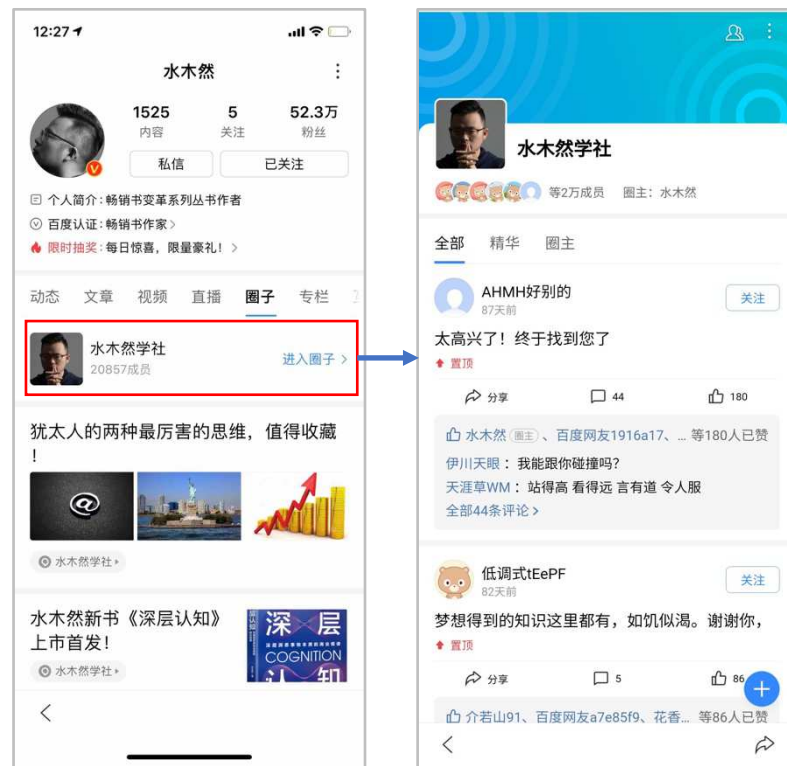 12:27
水木然
1525 5 52.3万
内容 关注 粉丝
私信 已关注
个人简介:畅销书变革系列丛书作者
百度认证:畅销书作家>
限时抽奖:每日惊喜，限量豪礼! >
动态 文章 视频 直播 圈子 专栏
水木然学社
20857成员
进入圈子 >
犹太人的两种最厉害的思维，值得收藏
!
@
水木然学社
水木然新书《深层认知》
上市首发!
深层
COGNITION
认知
水木然学社
水木然学社
等2万成员 圈主: 水木然
全部 精华 圈主
AHMH好别的
87天前
关注
太高兴了! 终于找到您了
置顶
分享 44 180
水木然 圈主 、百度网友1916a17、... 等180人已赞
伊川天眼: 我能跟你碰撞吗?
天涯草WM: 站得高 看得远 言有道 令人服
全部44条评论>
低调式tEePF
82天前
关注
梦想得到的知识这里都有，如饥似渴。谢谢你，
置顶
分享 5 86
介若山91、百度网友a7e85f9、花香... 等86人已赞